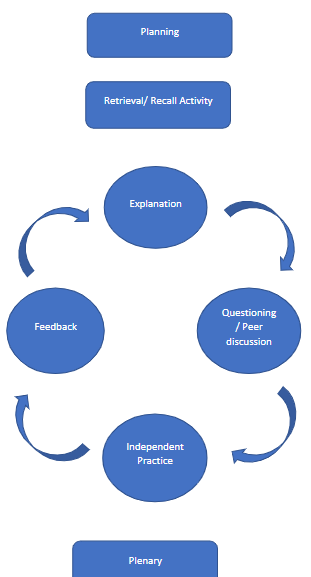 Planning
Retrieval/ Recall Activity
Explanation
Questioning
/ Peer
discussion
Feedback
Independent
Practice
Plenary